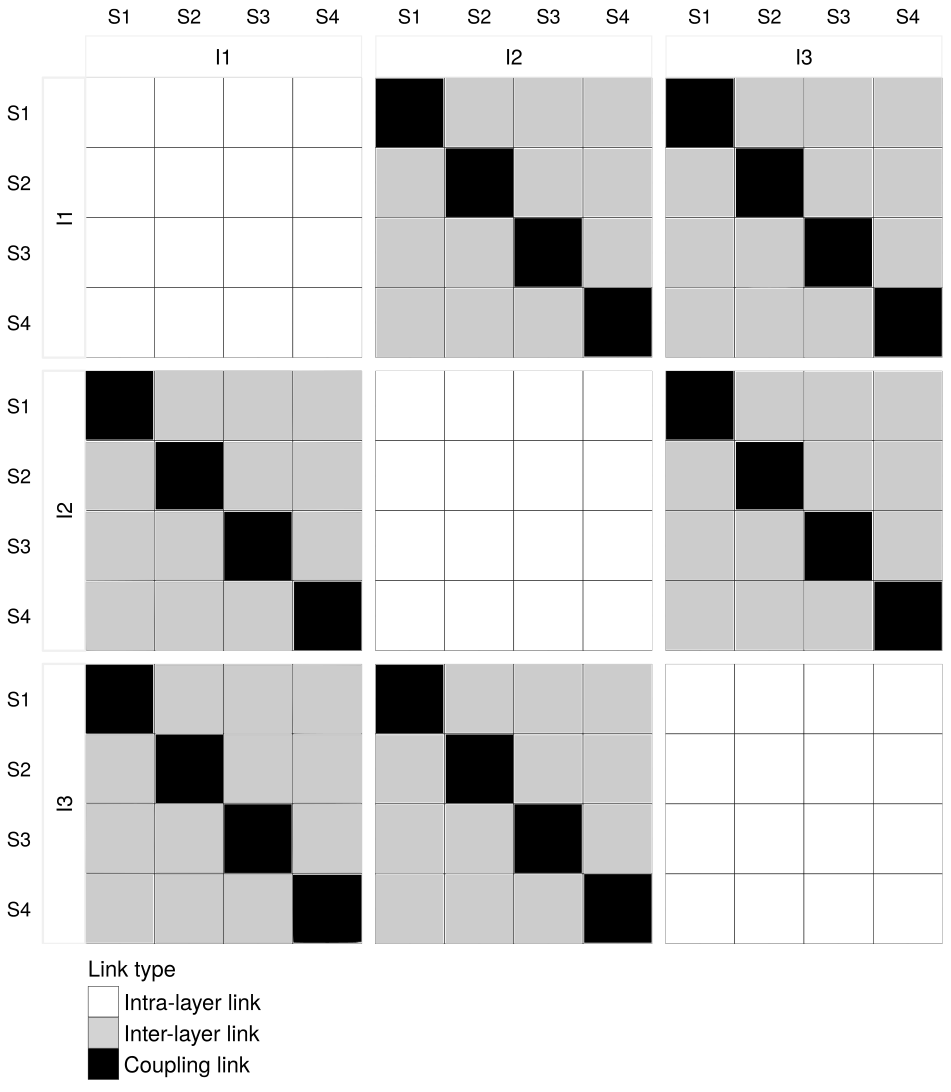 S1 S2 S3 S4 S1 S2 S3 S4 S1 S2 S3 S4
I1 I2 I3
S1
S2
I1
S3
S4
S1
S2
I2
S3
S4
S1
S2
I3
S3
S4
Link type
Intra-layer link
Inter-layer link
Coupling link